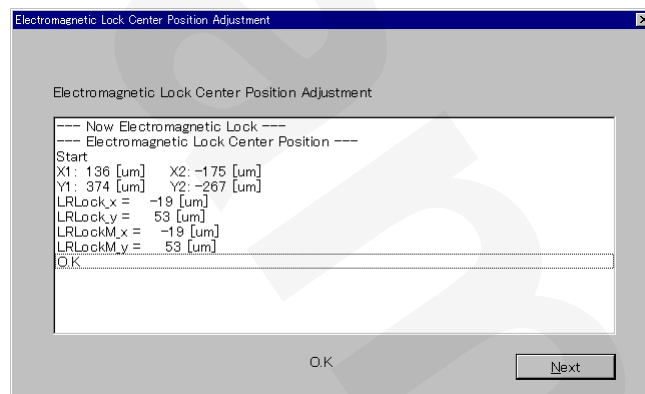 Electromagnetic Lock Center Position Adjustment
Electromagnetic Lock Center Position Adjustment
--- Now Electromagnetic Lock ---
--- Electromagnetic Lock Center Position ---
Start
X1: 136 [um] X2: -175 [um]
Y1: 374 [um] Y2: -267 [um]
LRLock_x = -19 [um]
LRLock_y = 53 [um]
LRLockM_x = -19 [um]
LRLockM_y = 53 [um]
O.K
O.K
Next